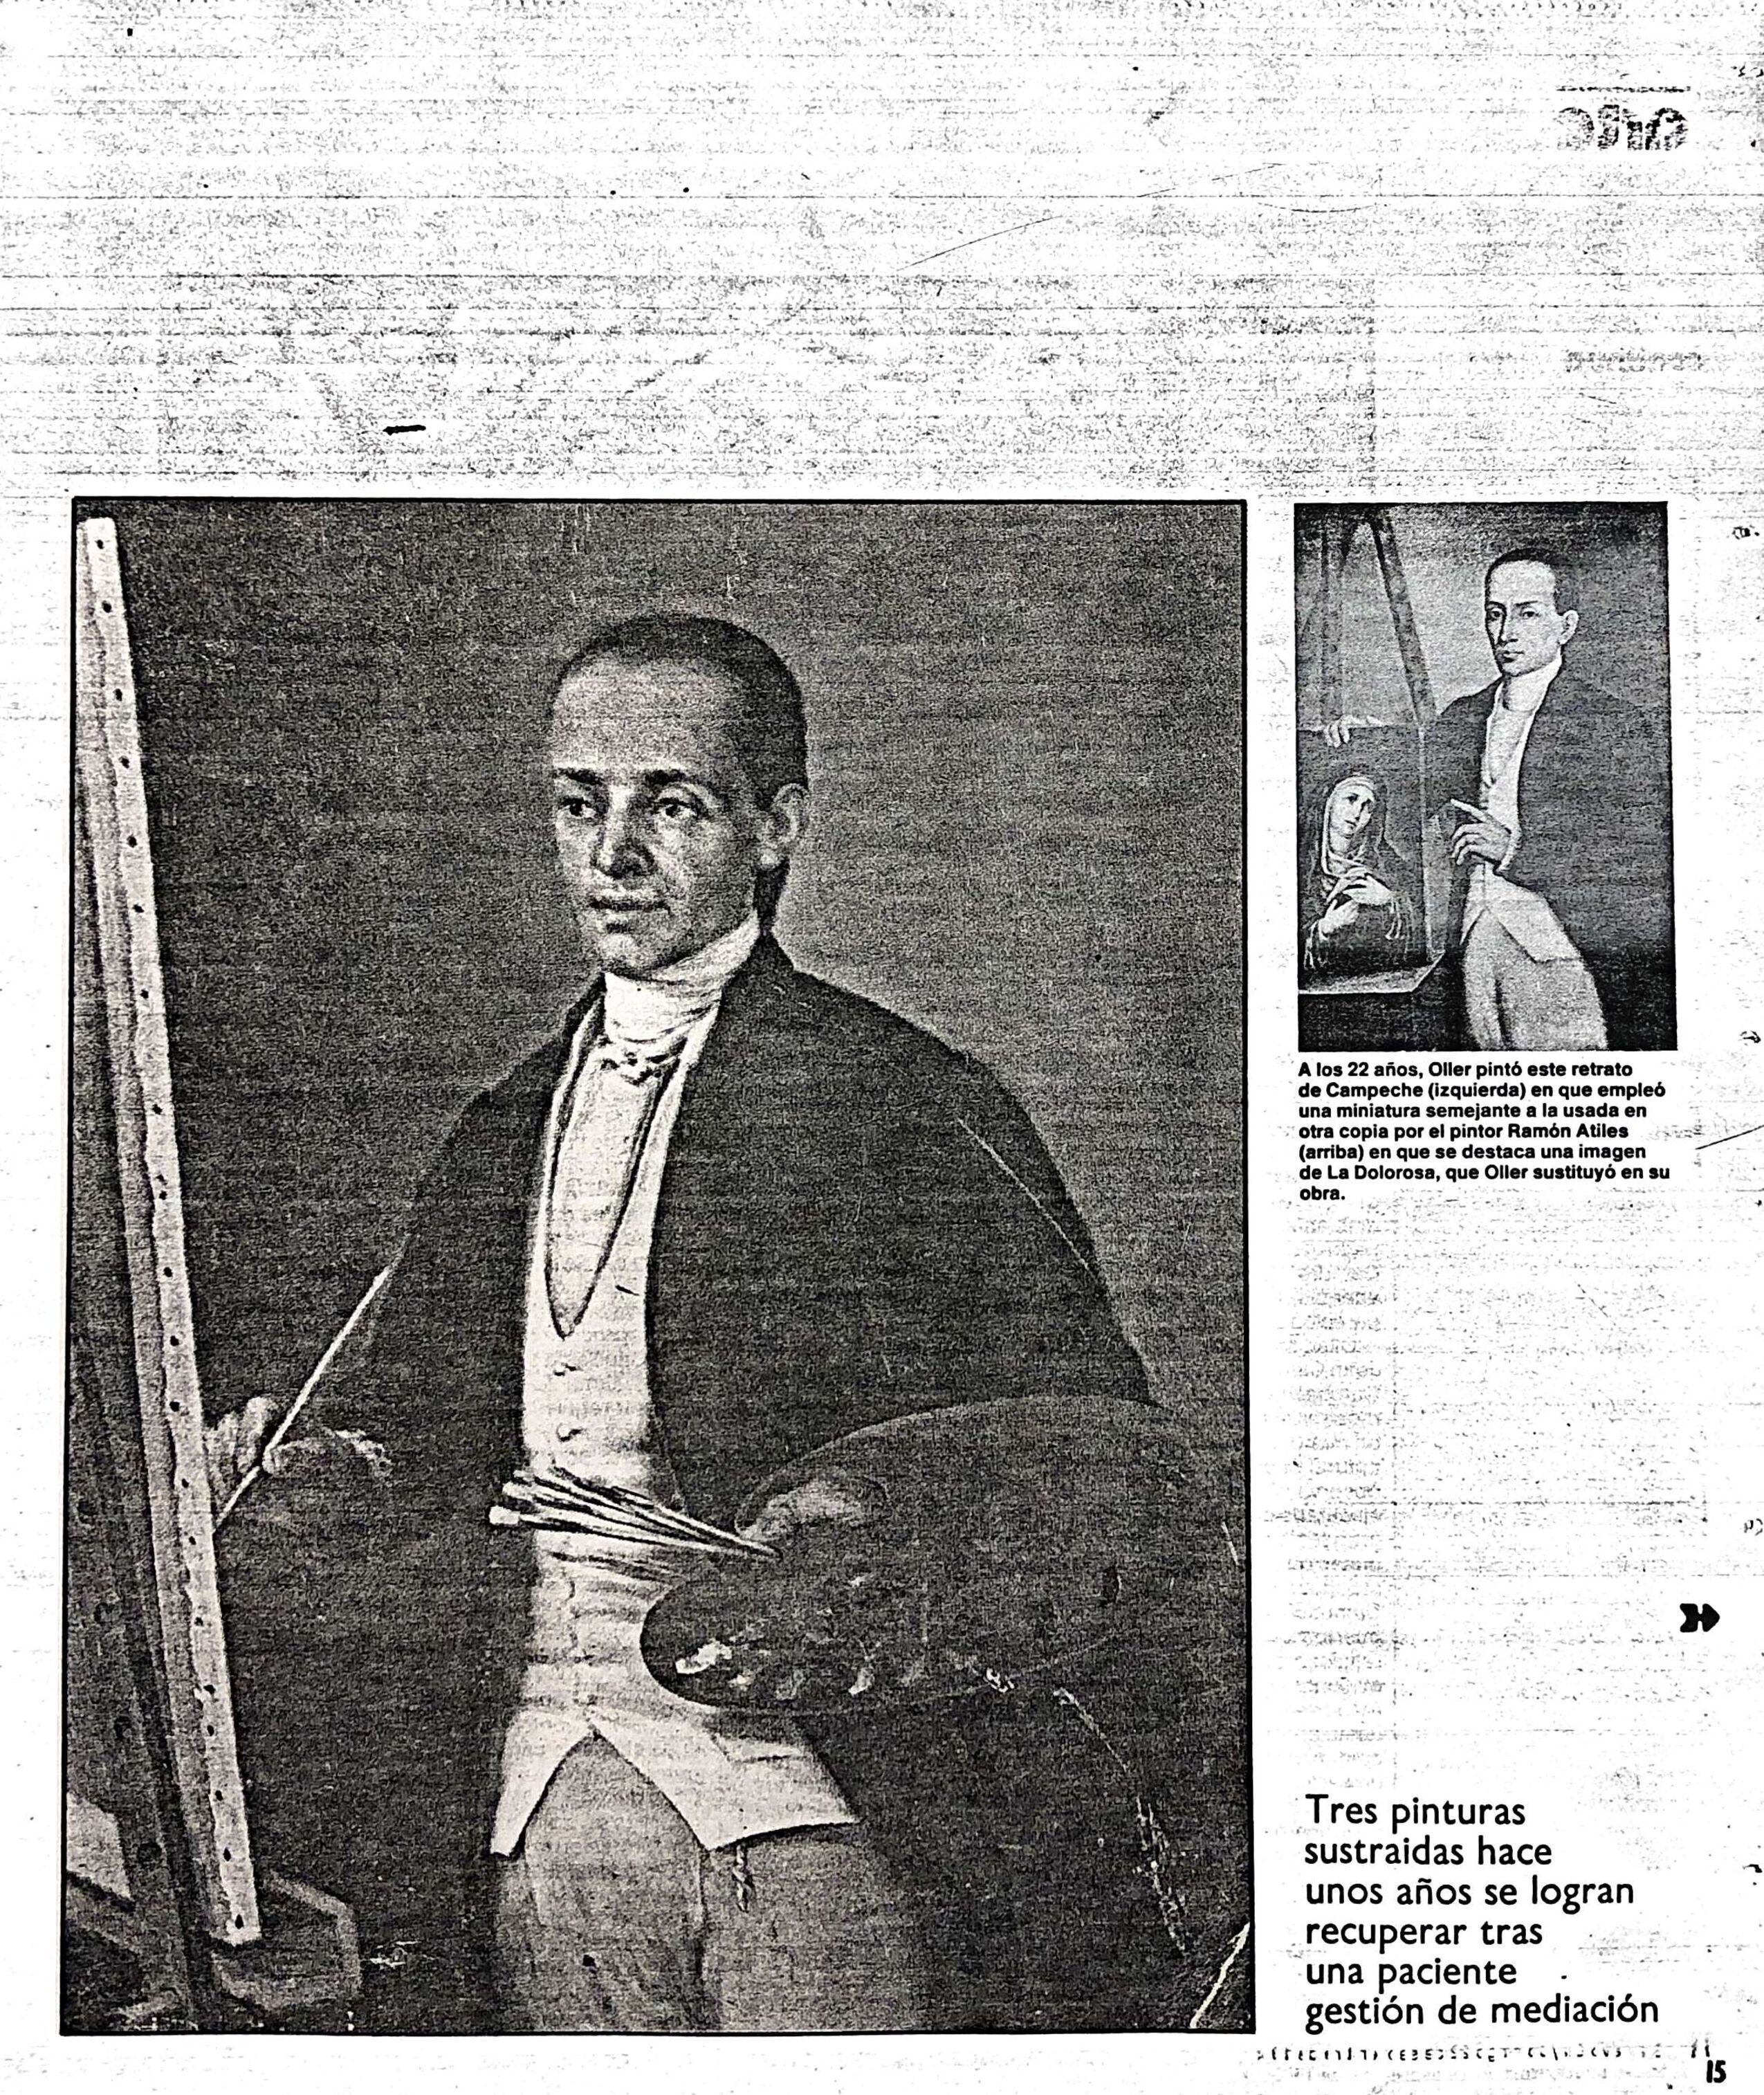 A los 22 años, Oller pintó este retrato
de Campeche (izquierda) en que empleó
una miniatura semejante a la usada en
otra copia por el pintor Ramón Atiles
(arriba) en que se destaca una imagen
de La Dolorosa, que Oller sustituyó en su
obra.
Tres pinturas
sustraidas hace
unos años se logran
recuperar tras
una paciente
gestión de mediación
15